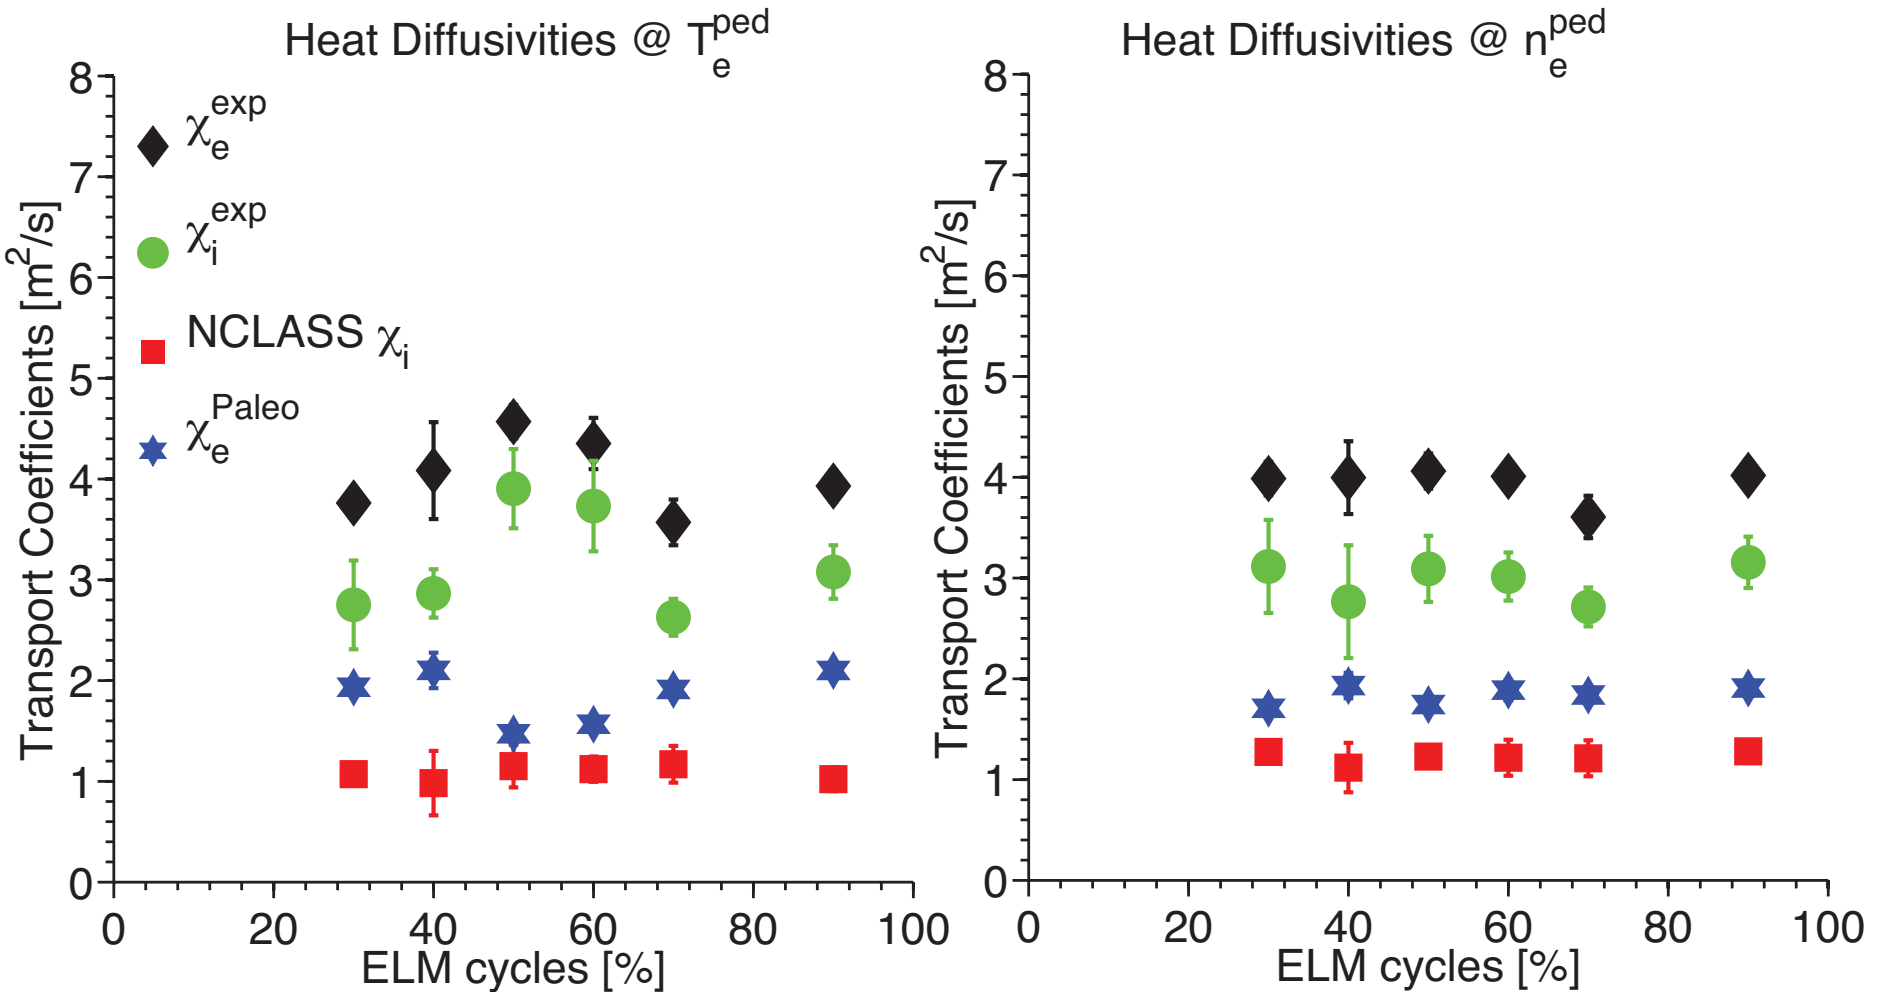 Heat Diffusivities @ T_e^ped
8
7
6
5
4
3
2
1
0
Transport Coefficients [m²/s]
χ_e^exp
χ_i^exp
NCLASS χ_i
χ_e^Paleo
0 20 40 60 80 100
ELM cycles [%]
Heat Diffusivities @ n_e^ped
8
7
6
5
4
3
2
1
0
Transport Coefficients [m²/s]
0 20 40 60 80 100
ELM cycles [%]